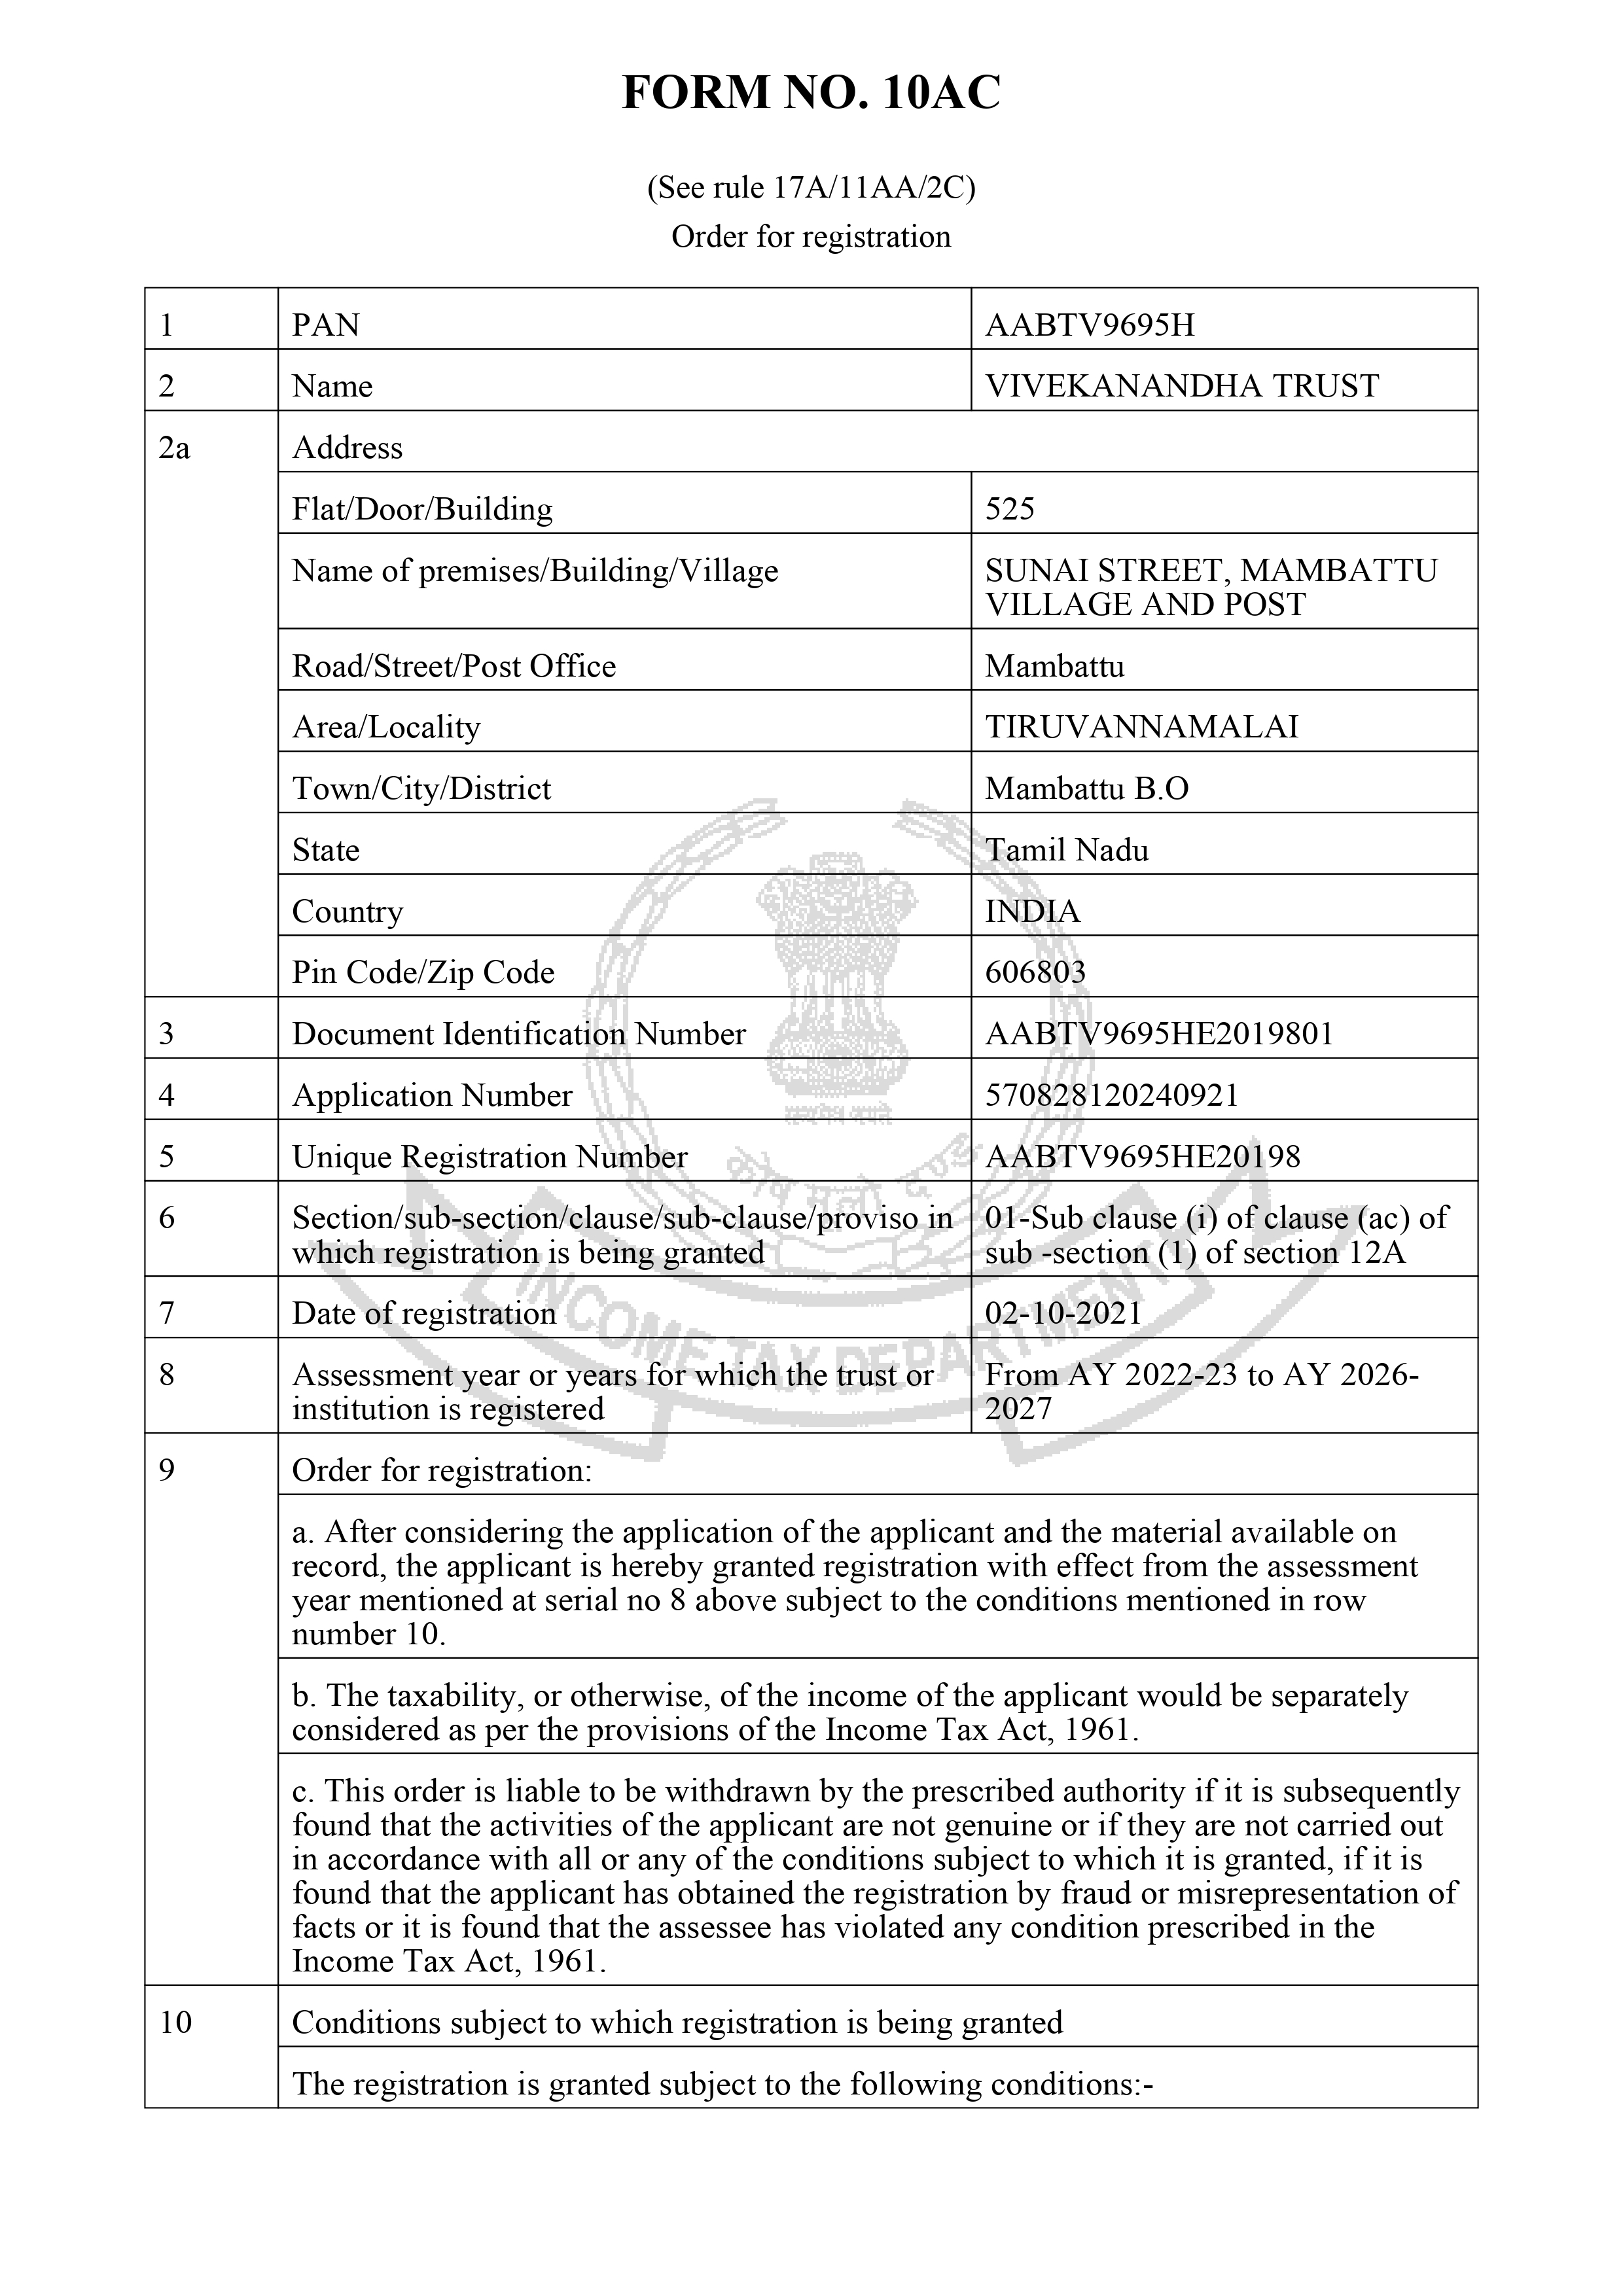 FORM NO. 10AC
(See rule 17A/11AA/2C)
Order for registration
1 PAN AABTV9695H
2 Name VIVEKANANDHA TRUST
2a Address
Flat/Door/Building 525
Name of premises/Building/Village SUNAI STREET, MAMBATTU
VILLAGE AND POST
Road/Street/Post Office Mambattu
Area/Locality TIRUVANNAMALAI
Town/City/District Mambattu B.O
State Tamil Nadu
Country INDIA
Pin Code/Zip Code 606803
3 Document Identification Number AABTV9695HE2019801
4 Application Number 570828120240921
5 Unique Registration Number AABTV9695HE20198
6 Section/sub-section/clause/sub-clause/proviso in 01-Sub clause (i) of clause (ac) of
which registration is being granted sub -section (1) of section 12A
7 Date of registration 02-10-2021
8 Assessment year or years for which the trust or From AY 2022-23 to AY 2026-
institution is registered 2027
9 Order for registration:
a. After considering the application of the applicant and the material available on
record, the applicant is hereby granted registration with effect from the assessment
year mentioned at serial no 8 above subject to the conditions mentioned in row
number 10.
b. The taxability, or otherwise, of the income of the applicant would be separately
considered as per the provisions of the Income Tax Act, 1961.
c. This order is liable to be withdrawn by the prescribed authority if it is subsequently
found that the activities of the applicant are not genuine or if they are not carried out
in accordance with all or any of the conditions subject to which it is granted, if it is
found that the applicant has obtained the registration by fraud or misrepresentation of
facts or it is found that the assessee has violated any condition prescribed in the
Income Tax Act, 1961.
10 Conditions subject to which registration is being granted
The registration is granted subject to the following conditions:-
कोष मूलो दण्ड
INCOME TAX DEPARTMENT